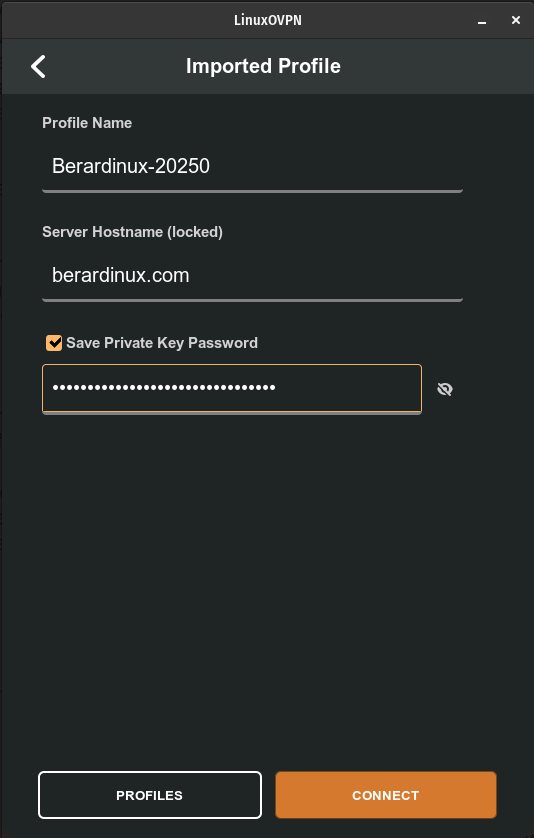 LinuxOVPN
Imported Profile
Profile Name
Berardinux-20250
Server Hostname (locked)
berardinux.com
Save Private Key Password
••••••••••••••••••••••••••••••••
PROFILES
CONNECT